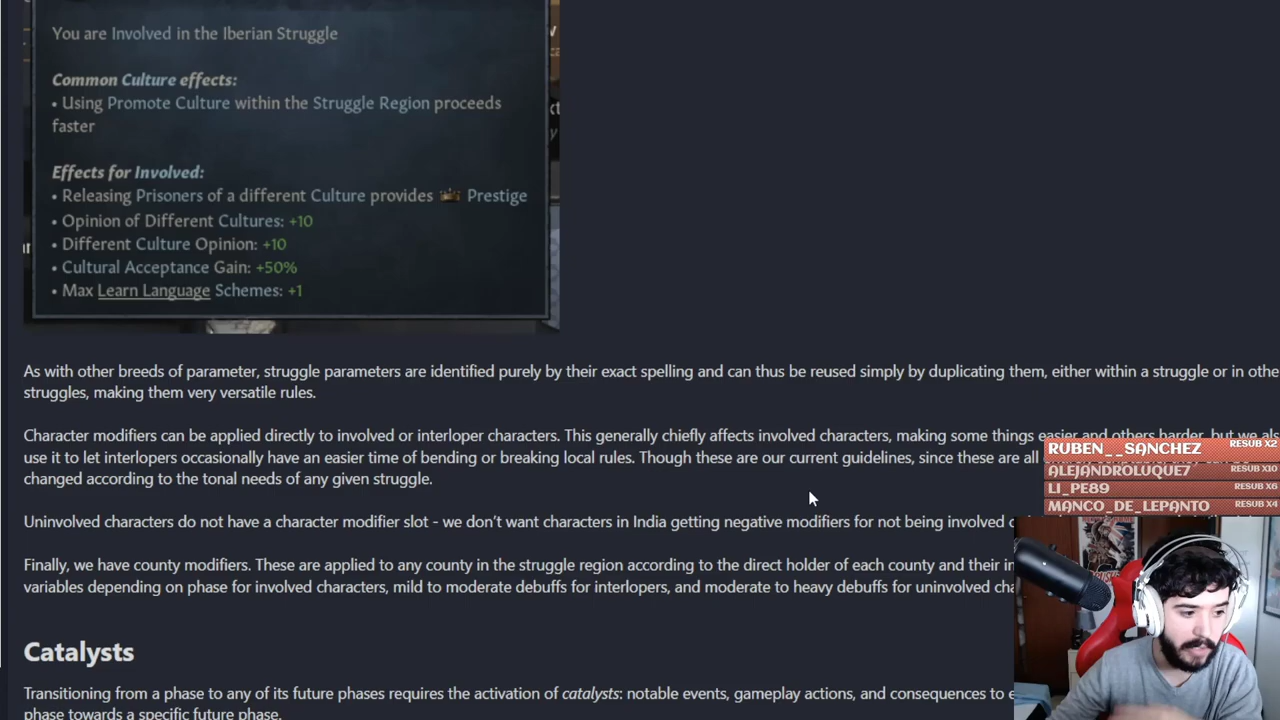 You are Involved in the Iberian Struggle
Common Culture effects:
• Using Promote Culture within the Struggle Region proceeds
faster
Effects for Involved:
• Releasing Prisoners of a different Culture provides Prestige
• Opinion of Different Cultures: +10
• Different Culture Opinion: +10
• Cultural Acceptance Gain: +50%
• Max Learn Language Schemes: +1
As with other breeds of parameter, struggle parameters are identified purely by their exact spelling and can thus be reused simply by duplicating them, either within a struggle or in othe
struggles, making them very versatile rules.
Character modifiers can be applied directly to involved or interloper characters. This generally chiefly affects involved characters, making some things easier and others harder, but we als
use it to let interlopers occasionally have an easier time of bending or breaking local rules. Though these are our current guidelines, since these are all
changed according to the tonal needs of any given struggle.
RUBEN__SANCHEZ RESUB X2
ALEJANDROLUQUE7 RESUB X10
LI_PE89 RESUB X6
MANCO_DE_LEPANTO RESUB X4
Uninvolved characters do not have a character modifier slot - we don't want characters in India getting negative modifiers for not being involved
Finally, we have county modifiers. These are applied to any county in the struggle region according to the direct holder of each county and their in
variables depending on phase for involved characters, mild to moderate debuffs for interlopers, and moderate to heavy debuffs for uninvolved cha
Catalysts
Transitioning from a phase to any of its future phases requires the activation of catalysts: notable events, gameplay actions, and consequences to e
phase towards a specific future phase.